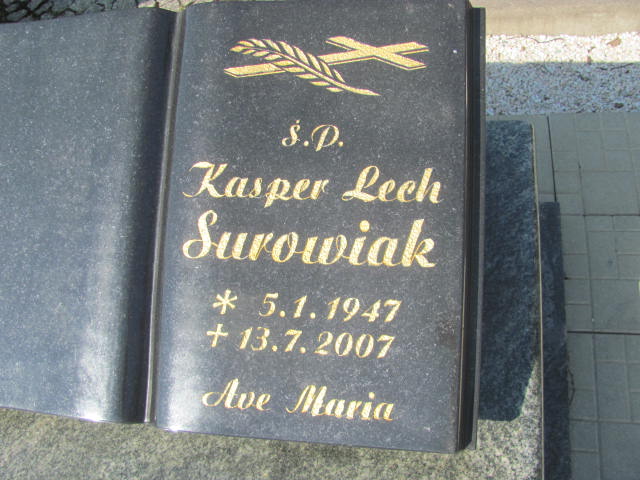 Ś.P.
Kasper Lech
Surowiak
* 5.1.1947
+ 13.7.2007
Ave Maria